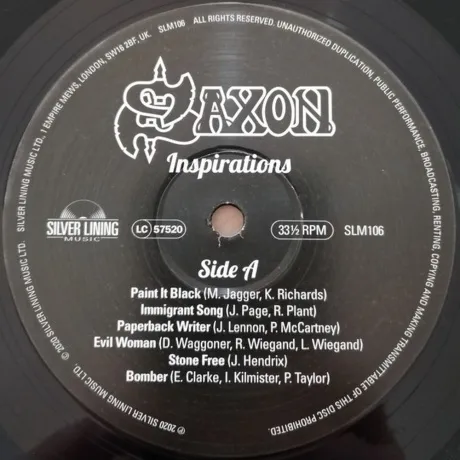 SAXON
Inspirations
SILVER LINING
MUSIC
LC 57520
33⅓ RPM
SLM106
Side A
Paint It Black (M. Jagger, K. Richards)
Immigrant Song (J. Page, R. Plant)
Paperback Writer (J. Lennon, P. McCartney)
Evil Woman (D. Waggoner, R. Wiegand, L. Wiegand)
Stone Free (J. Hendrix)
Bomber (E. Clarke, I. Kilmister, P. Taylor)
℗ 2020 SILVER LINING MUSIC LTD. © 2020 SILVER LINING MUSIC LTD. SILVER LINING MUSIC LTD., 1 EMPIRE MEWS, LONDON, SW16 2BF, UK. SLM106 ALL RIGHTS RESERVED. UNAUTHORIZED DUPLICATION, PUBLIC PERFORMANCE, BROADCASTING, RENTING, COPYING AND MAKING TRANSMITTABLE OF THIS DISC PROHIBITED.